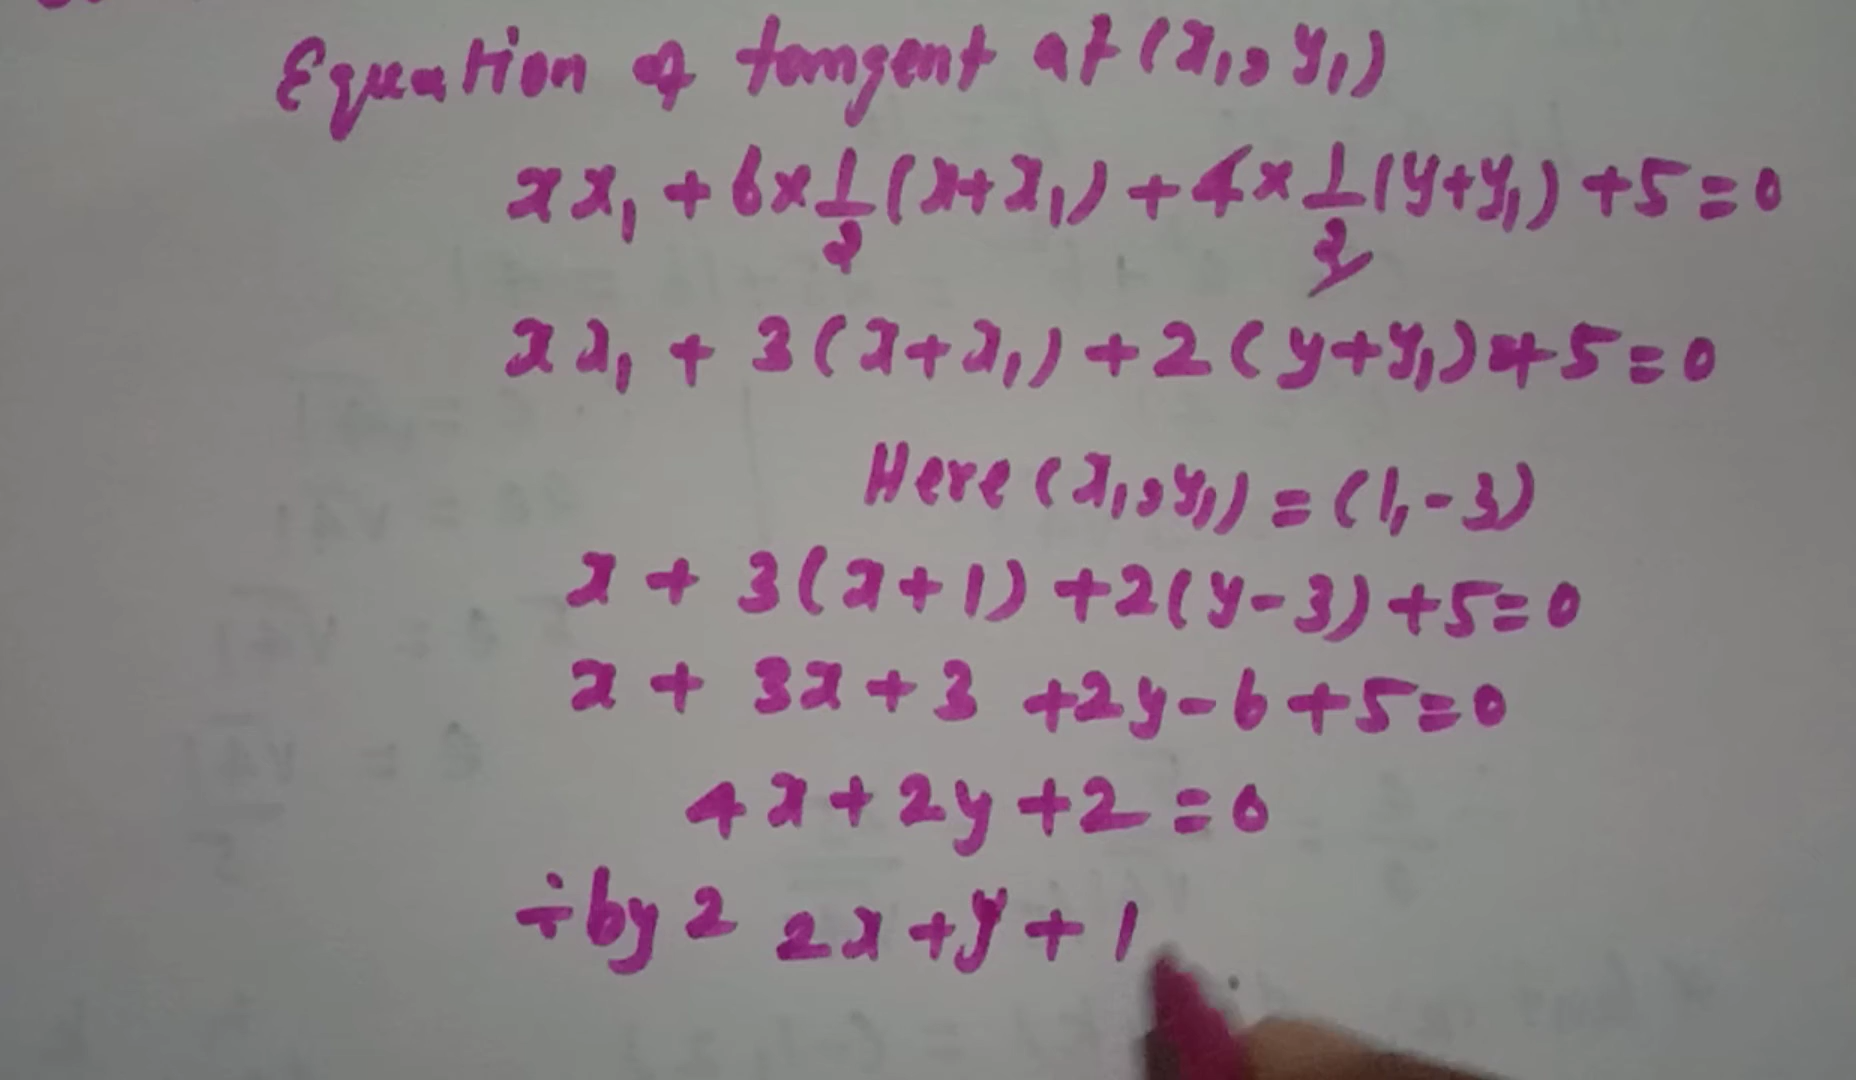 Equation of tangent at (x₁, y₁)
xx₁ + 6×1/2(x+x₁) + 4×1/2(y+y₁) +5=0
xx₁ + 3(x+x₁) +2(y+y₁)+5=0
Here (x₁,y₁) = (1,-3)
x + 3(x+1) +2(y-3) +5=0
x + 3x+3 +2y-6+5=0
4x+2y+2=0
÷by 2 2x+y+1